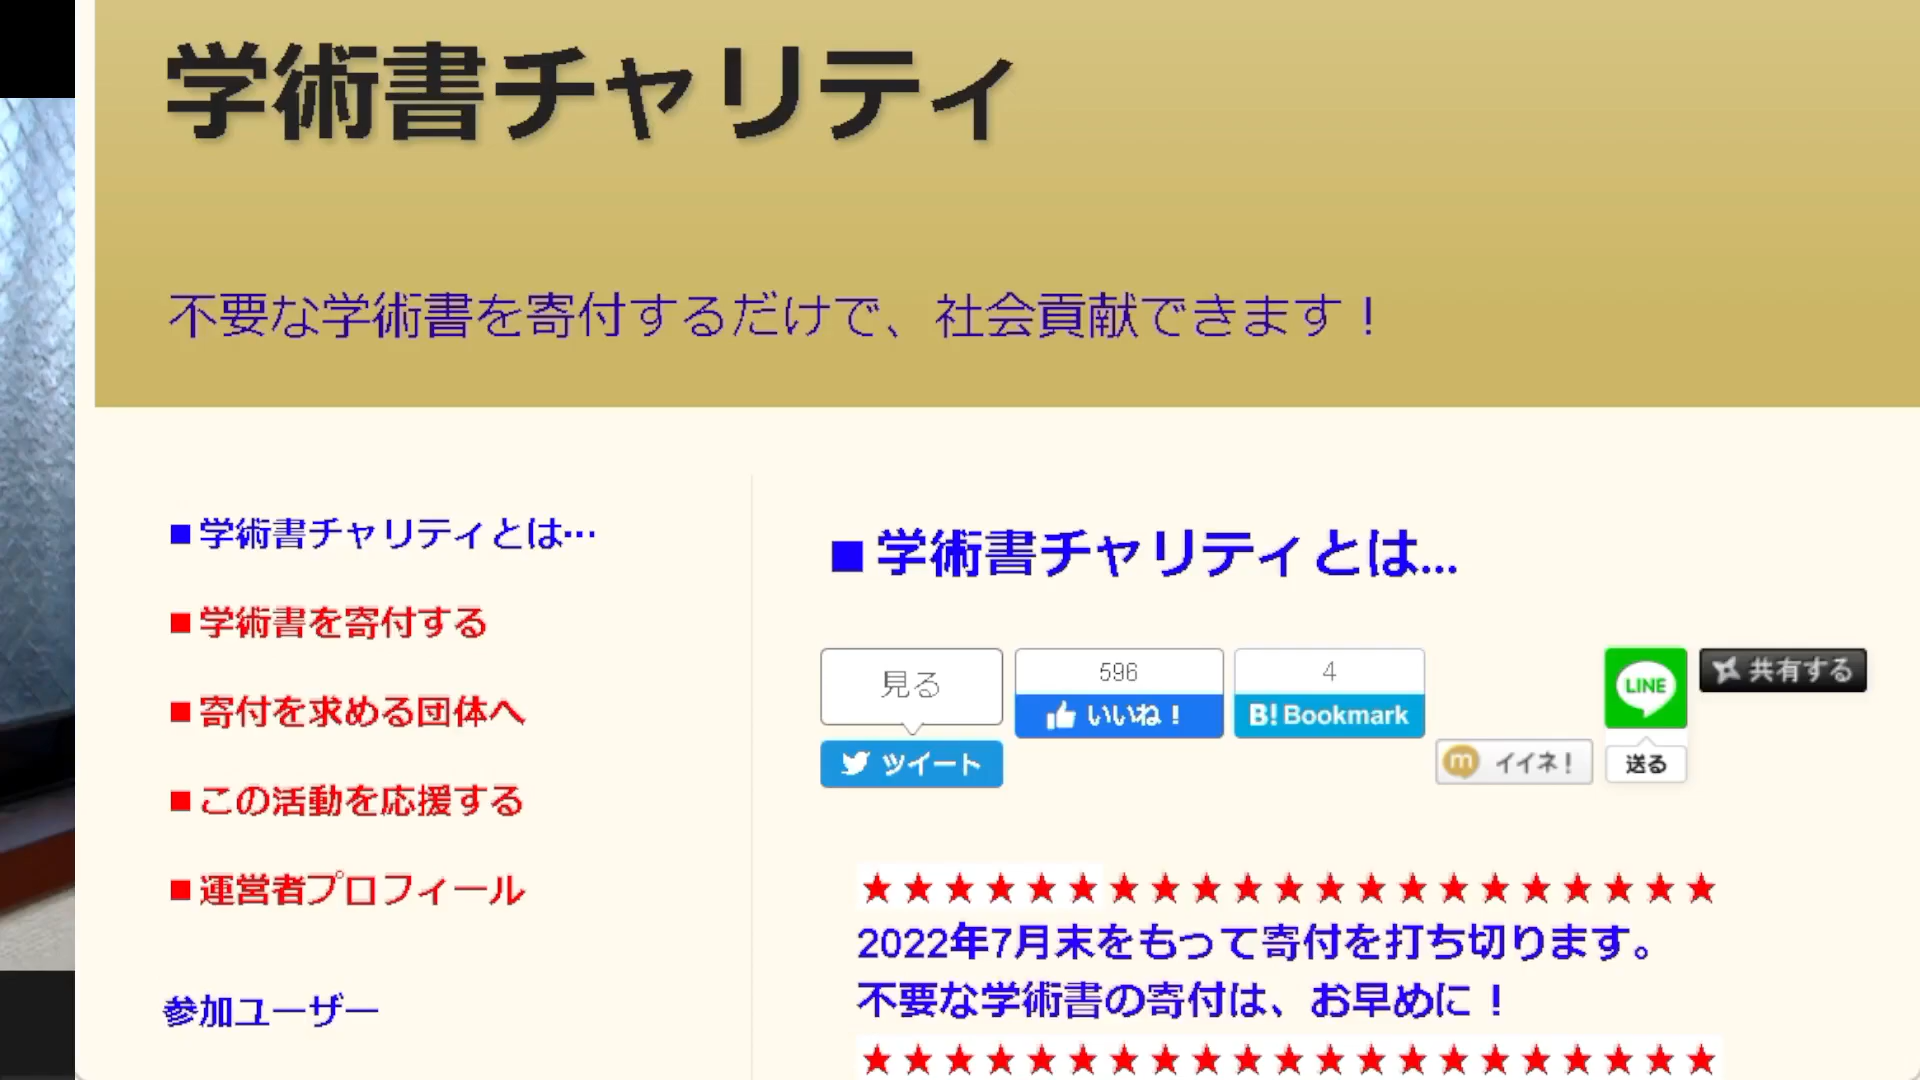 学術書チャリティ
不要な学術書を寄付するだけで、社会貢献できます！
■学術書チャリティとは…
■学術書を寄付する
■寄付を求める団体へ
■この活動を応援する
■運営者プロフィール
参加ユーザー
■学術書チャリティとは...
見る
ツイート
596
いいね！
4
B! Bookmark
m イイネ！
LINE
送る
共有する
★★★★★★★★★★★★★★★★★★★★★
2022年7月末をもって寄付を打ち切ります。
不要な学術書の寄付は、お早めに！
★★★★★★★★★★★★★★★★★★★★★